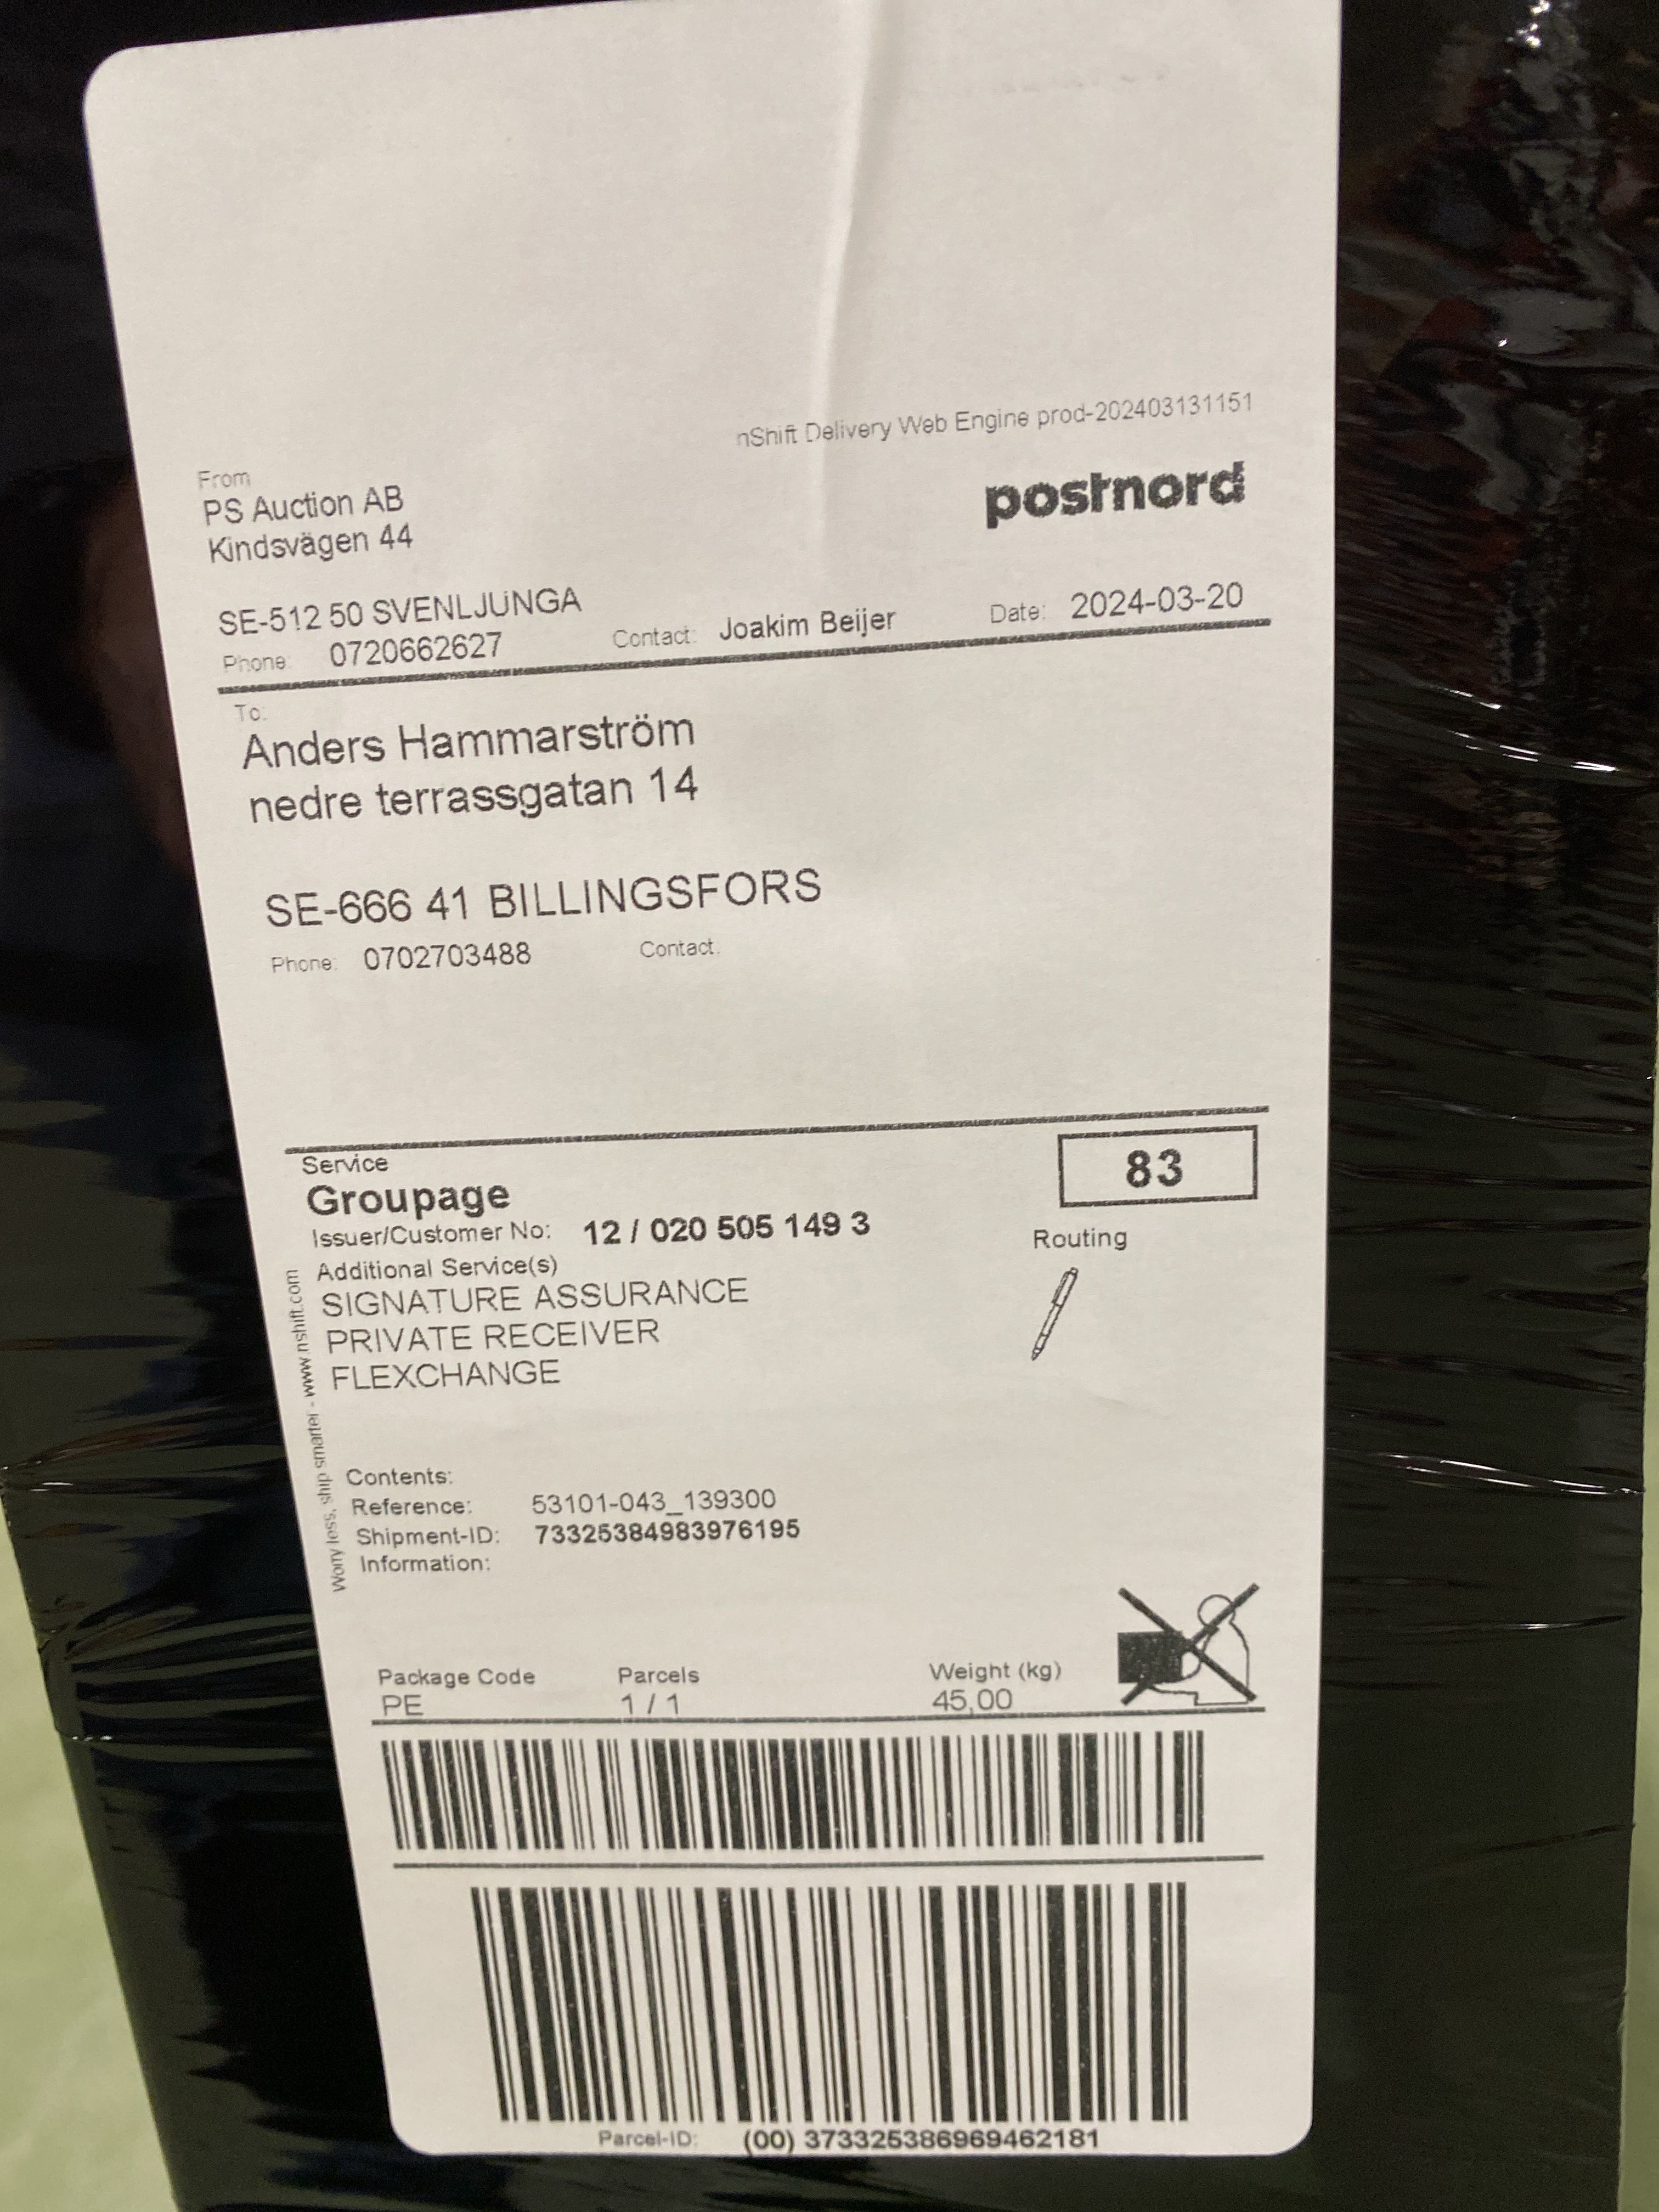 nShift Delivery Web Engine prod-202403131151
From
PS Auction AB
Kindsvägen 44
postnord
SE-512 50 SVENLJUNGA
Phone: 0720662627 Contact: Joakim Beijer Date: 2024-03-20
To:
Anders Hammarström
nedre terrassgatan 14
SE-666 41 BILLINGSFORS
Phone: 0702703488 Contact:
Service
83
Groupage
Issuer/Customer No: 12 / 020 505 149 3
Routing
Additional Service(s)
SIGNATURE ASSURANCE
PRIVATE RECEIVER
FLEXCHANGE
Worry less, ship smarter - www.nshift.com
Contents:
Reference: 53101-043_139300
Shipment-ID: 73325384983976195
Information:
Package Code Parcels Weight (kg)
PE 1 / 1 45,00
Parcel-ID: (00) 373325386969462181